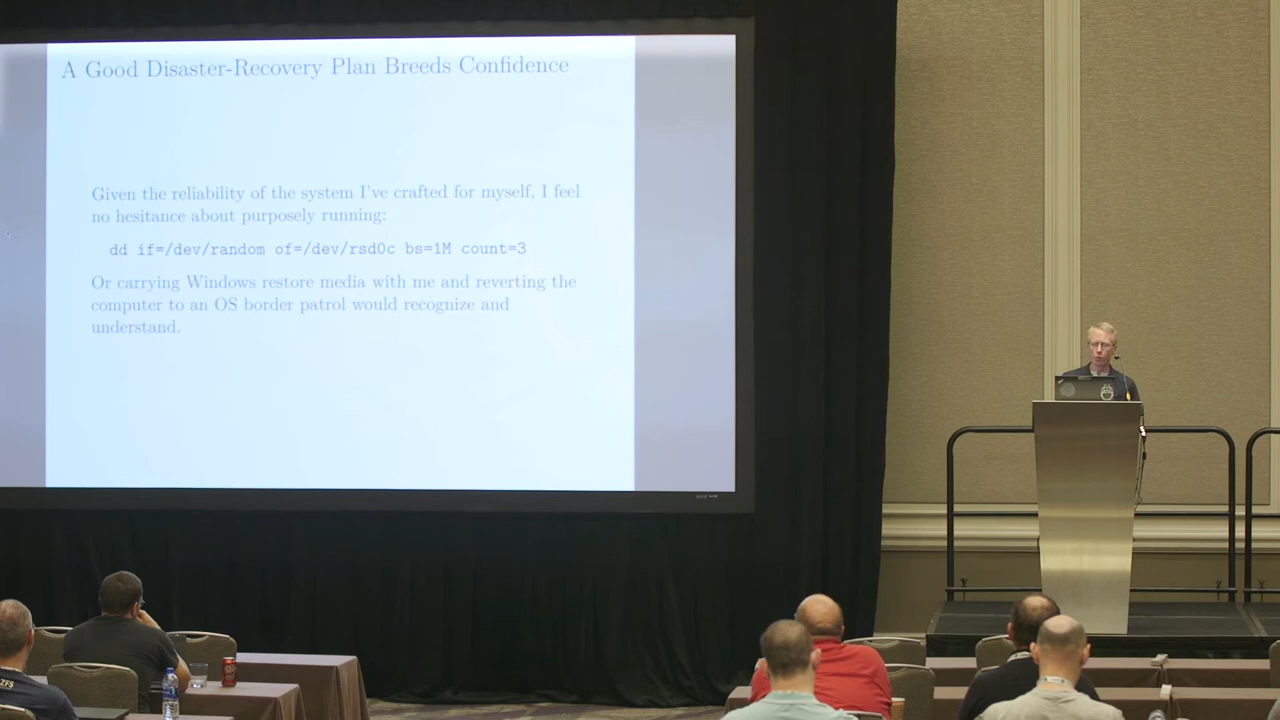 A Good Disaster-Recovery Plan Breeds Confidence
Given the reliability of the system I've crafted for myself, I feel
no hesitance about purposely running:
dd if=/dev/random of=/dev/rsd0c bs=1M count=3
Or carrying Windows restore media with me and reverting the
computer to an OS border patrol would recognize and
understand.
ZFS